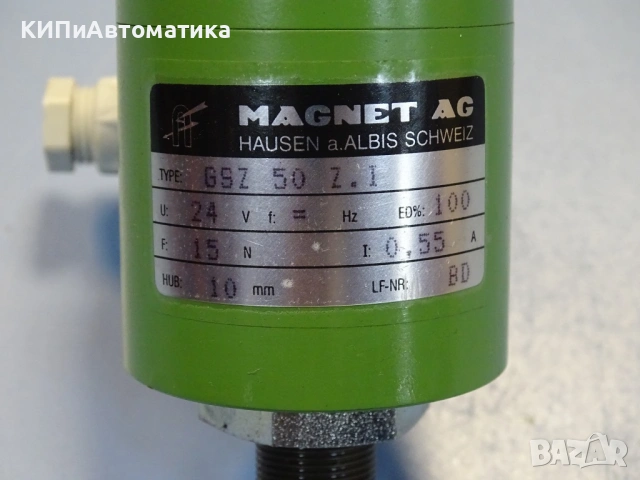 КИПиАвтоматика
MAGNET AG
HAUSEN a.ALBIS SCHWEIZ
TYPE: GSZ 50 Z.I
U: 24 V f: = Hz ED%: 100
F: 15 N I: 0,55 A
HUB: 10 mm LF-NR: BD
BAZAR